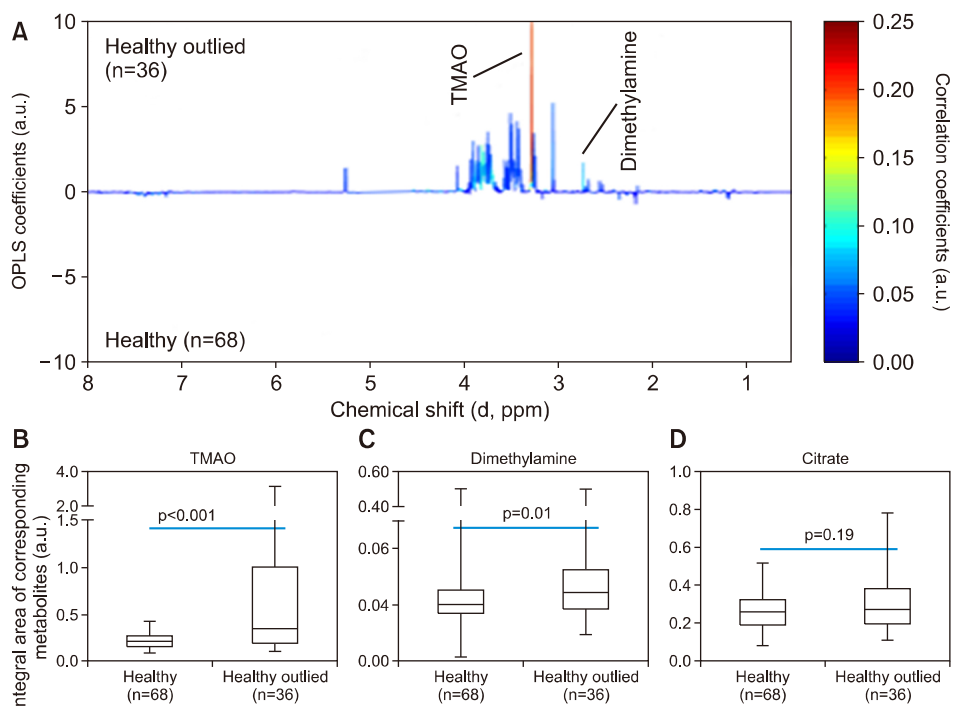 A
Healthy outlied
(n=36)
TMAO
Dimethylamine
Healthy (n=68)
OPLS coefficients (a.u.)
10
5
0
−5
−10
8
7
6
5
4
3
2
1
Chemical shift (d, ppm)
0.25
0.20
0.15
0.10
0.05
0.00
Correlation coefficients (a.u.)
B
TMAO
ntegral area of corresponding
metabolites (a.u.)
4.0
2.0
1.5
1.0
0.5
0.0
p<0.001
Healthy
(n=68)
Healthy outlied
(n=36)
C
Dimethylamine
0.60
0.40
0.06
0.04
0.00
p=0.01
Healthy
(n=68)
Healthy outlied
(n=36)
D
Citrate
1.0
0.8
0.6
0.4
0.2
0.0
p=0.19
Healthy
(n=68)
Healthy outlied
(n=36)